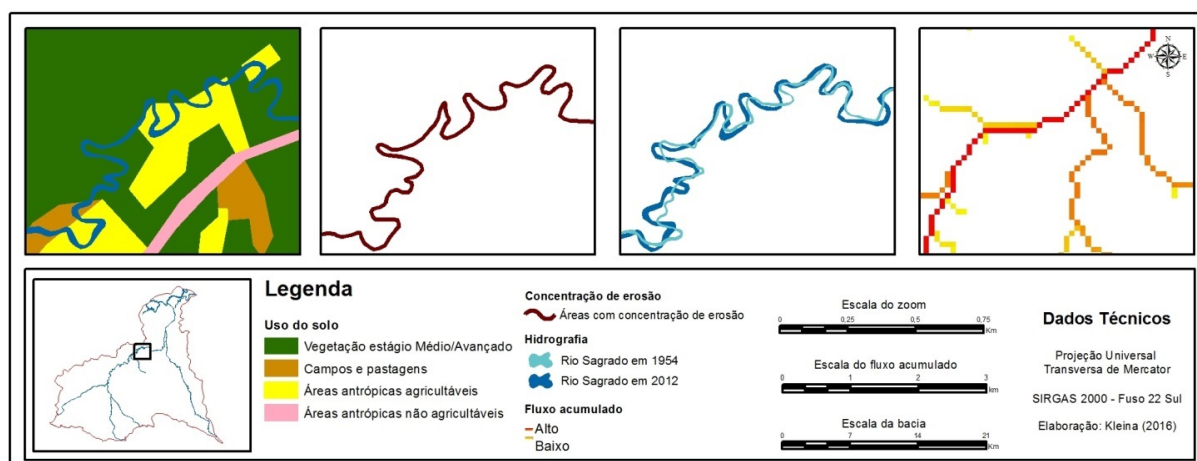 N
W E
S
Legenda
Uso do solo
Vegetação estágio Médio/Avançado
Campos e pastagens
Áreas antrópicas agricultáveis
Áreas antrópicas não agricultáveis
Concentração de erosão
Áreas com concentração de erosão
Hidrografia
Rio Sagrado em 1954
Rio Sagrado em 2012
Fluxo acumulado
Alto
Baixo
Escala do zoom
0 0,25 0,5 0,75
Km
Escala do fluxo acumulado
0 1 2 3
km
Escala da bacia
0 7 14 21
km
Dados Técnicos
Projeção Universal
Transversa de Mercator
SIRGAS 2000 - Fuso 22 Sul
Elaboração: Kleina (2016)